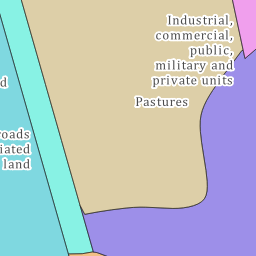 Industrial,
commercial,
public,
military and
private units
Pastures
d
roads
iated
land